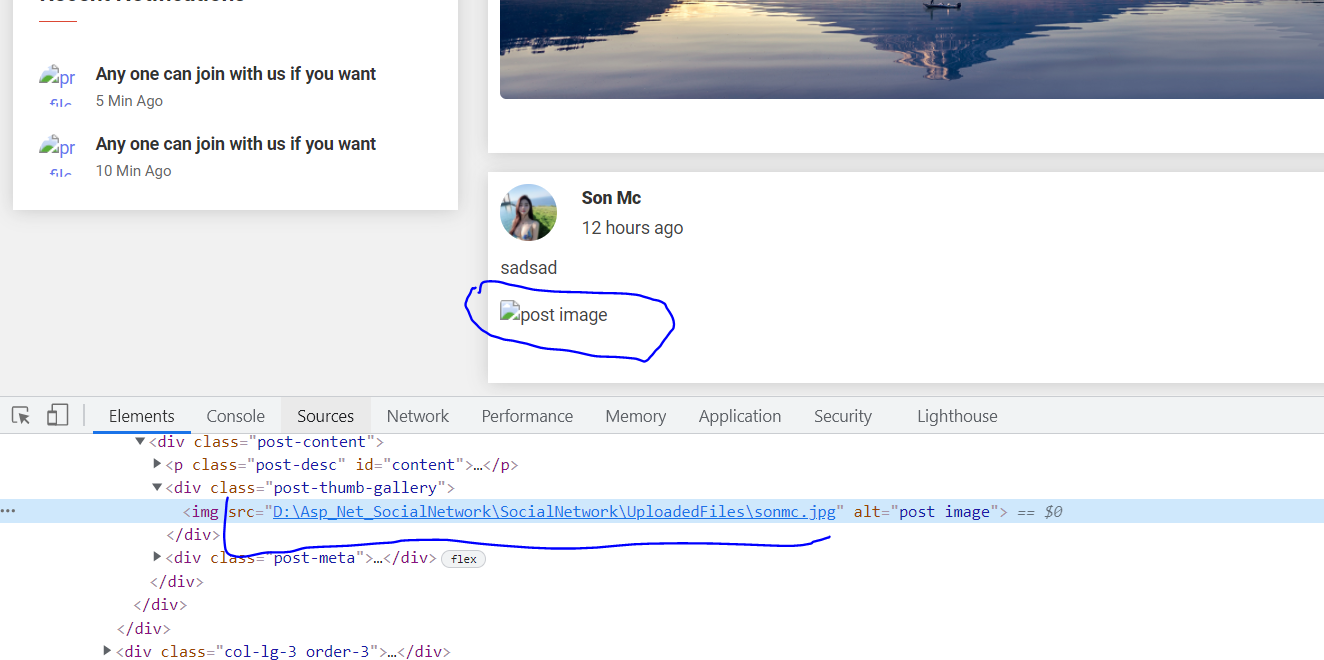 Recent Notifications
Any one can join with us if you want
5 Min Ago
Any one can join with us if you want
10 Min Ago
Son Mc
12 hours ago
sadsad
post image
Elements Console Sources Network Performance Memory Application Security Lighthouse
▼<div class="post-content">
▶<p class="post-desc" id="content">…</p>
▼<div class="post-thumb-gallery">
<img src="D:\Asp_Net_SocialNetwork\SocialNetwork\UploadedFiles\sonmc.jpg" alt="post image"> == $0
</div>
▶<div class="post-meta">…</div> flex
</div>
</div>
</div>
▶<div class="col-lg-3 order-3">…</div>